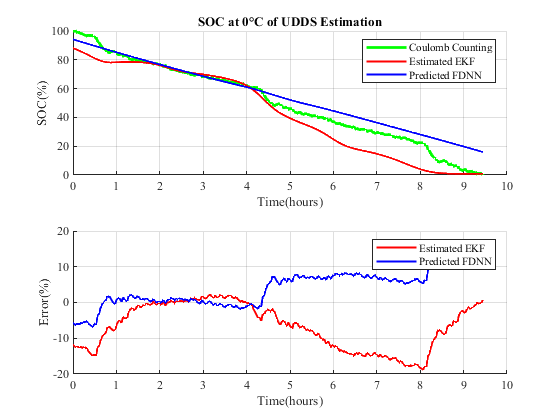 SOC at 0°C of UDDS Estimation
100
80
60
40
20
0
SOC(%)
Coulomb Counting
Estimated EKF
Predicted FDNN
0 1 2 3 4 5 6 7 8 9 10
Time(hours)
20
10
0
-10
-20
Error(%)
Estimated EKF
Predicted FDNN
0 1 2 3 4 5 6 7 8 9 10
Time(hours)